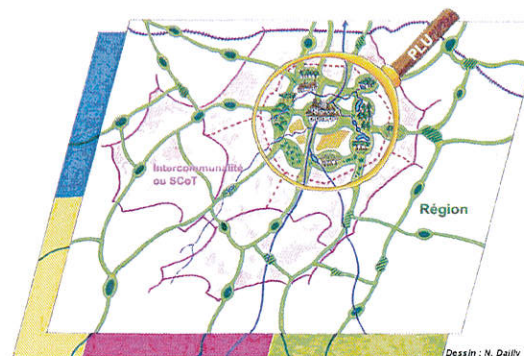 PLU
Intercommunalité
ou SCoT
Région
Dessin : N. Dailly